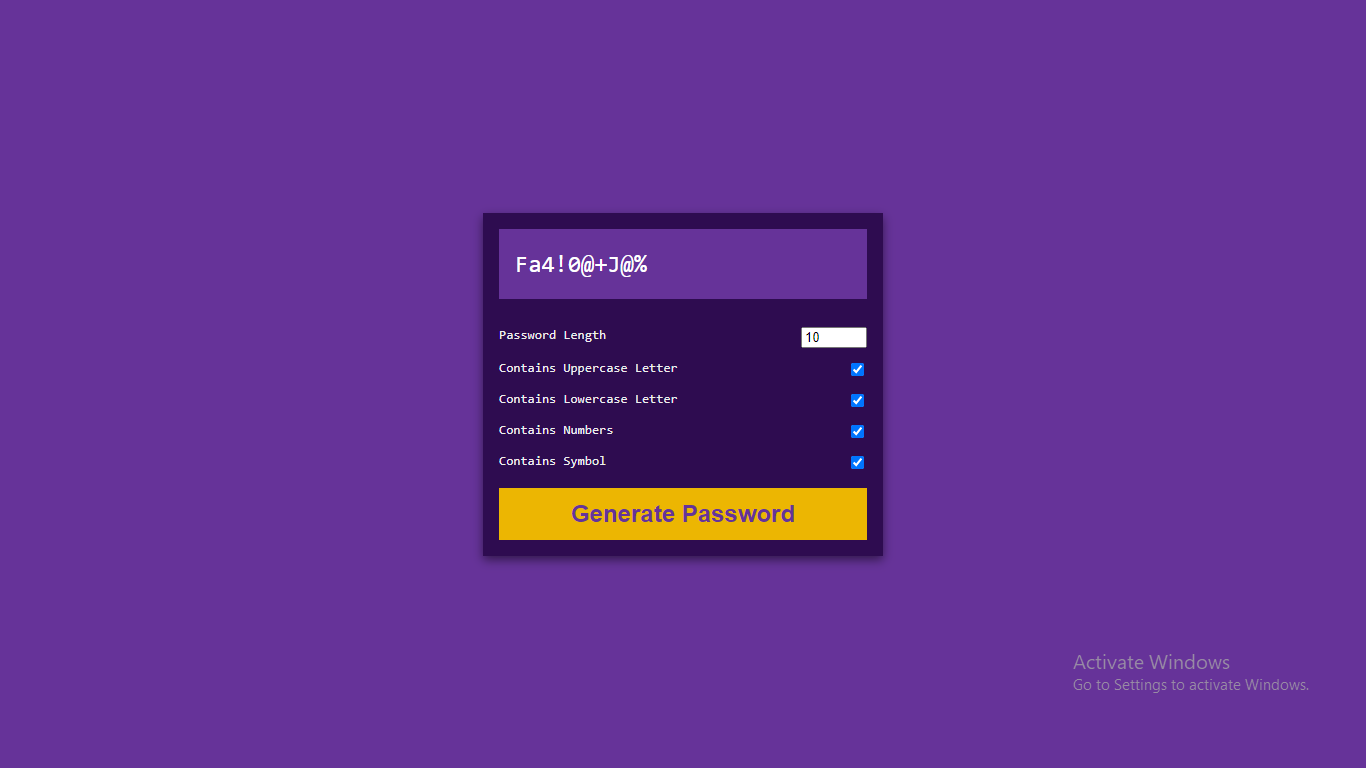 Fa4!0@+J@%
Password Length 10
Contains Uppercase Letter
Contains Lowercase Letter
Contains Numbers
Contains Symbol
Generate Password
Activate Windows
Go to Settings to activate Windows.